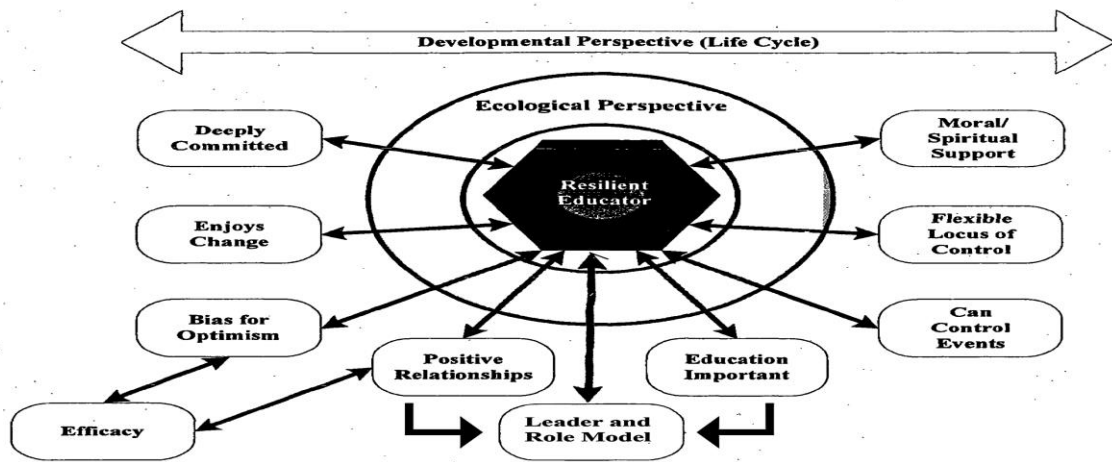 Developmental Perspective (Life Cycle)
Ecological Perspective
Deeply
Committed
Moral/
Spiritual
Support
Resilient
Educator
Enjoys
Change
Flexible
Locus of
Control
Bias for
Optimism
Can
Control
Events
Positive
Relationships
Education
Important
Efficacy
Leader and
Role Model